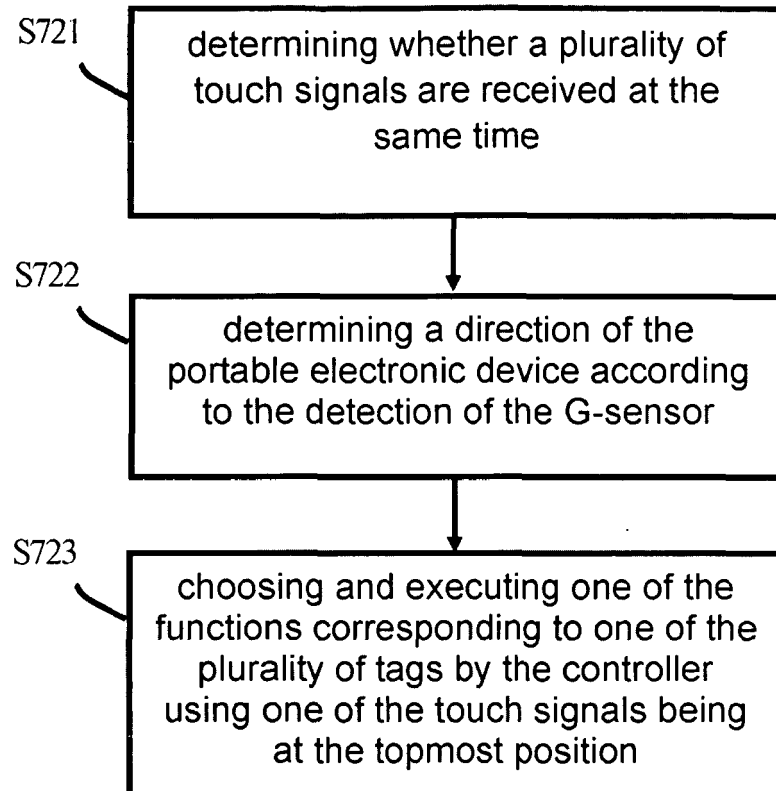 S721
determining whether a plurality of
touch signals are received at the
same time
S722
determining a direction of the
portable electronic device according
to the detection of the G-sensor
S723
choosing and executing one of the
functions corresponding to one of the
plurality of tags by the controller
using one of the touch signals being
at the topmost position